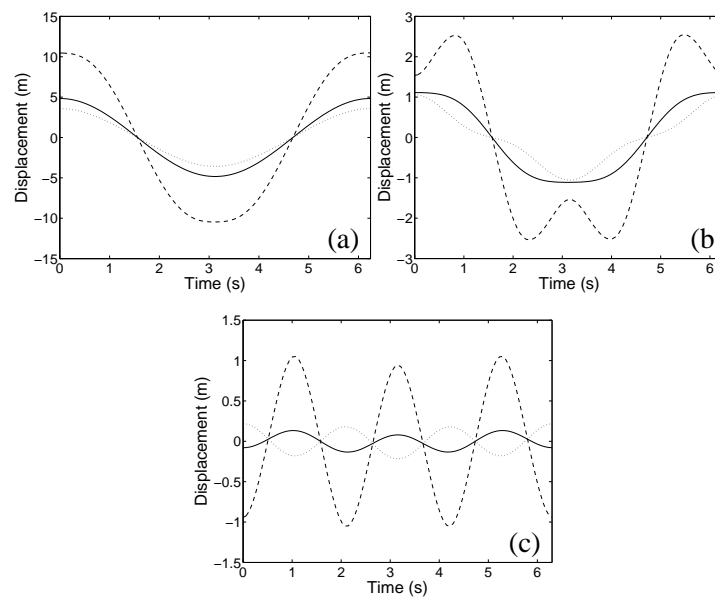 15
10
5
0
−5
−10
−15
0 1 2 3 4 5 6
Displacement (m)
Time (s)
(a)
3
2
1
0
−1
−2
−3
0 1 2 3 4 5 6
Displacement (m)
Time (s)
(b)
1.5
1
0.5
0
−0.5
−1
−1.5
0 1 2 3 4 5 6
Displacement (m)
Time (s)
(c)